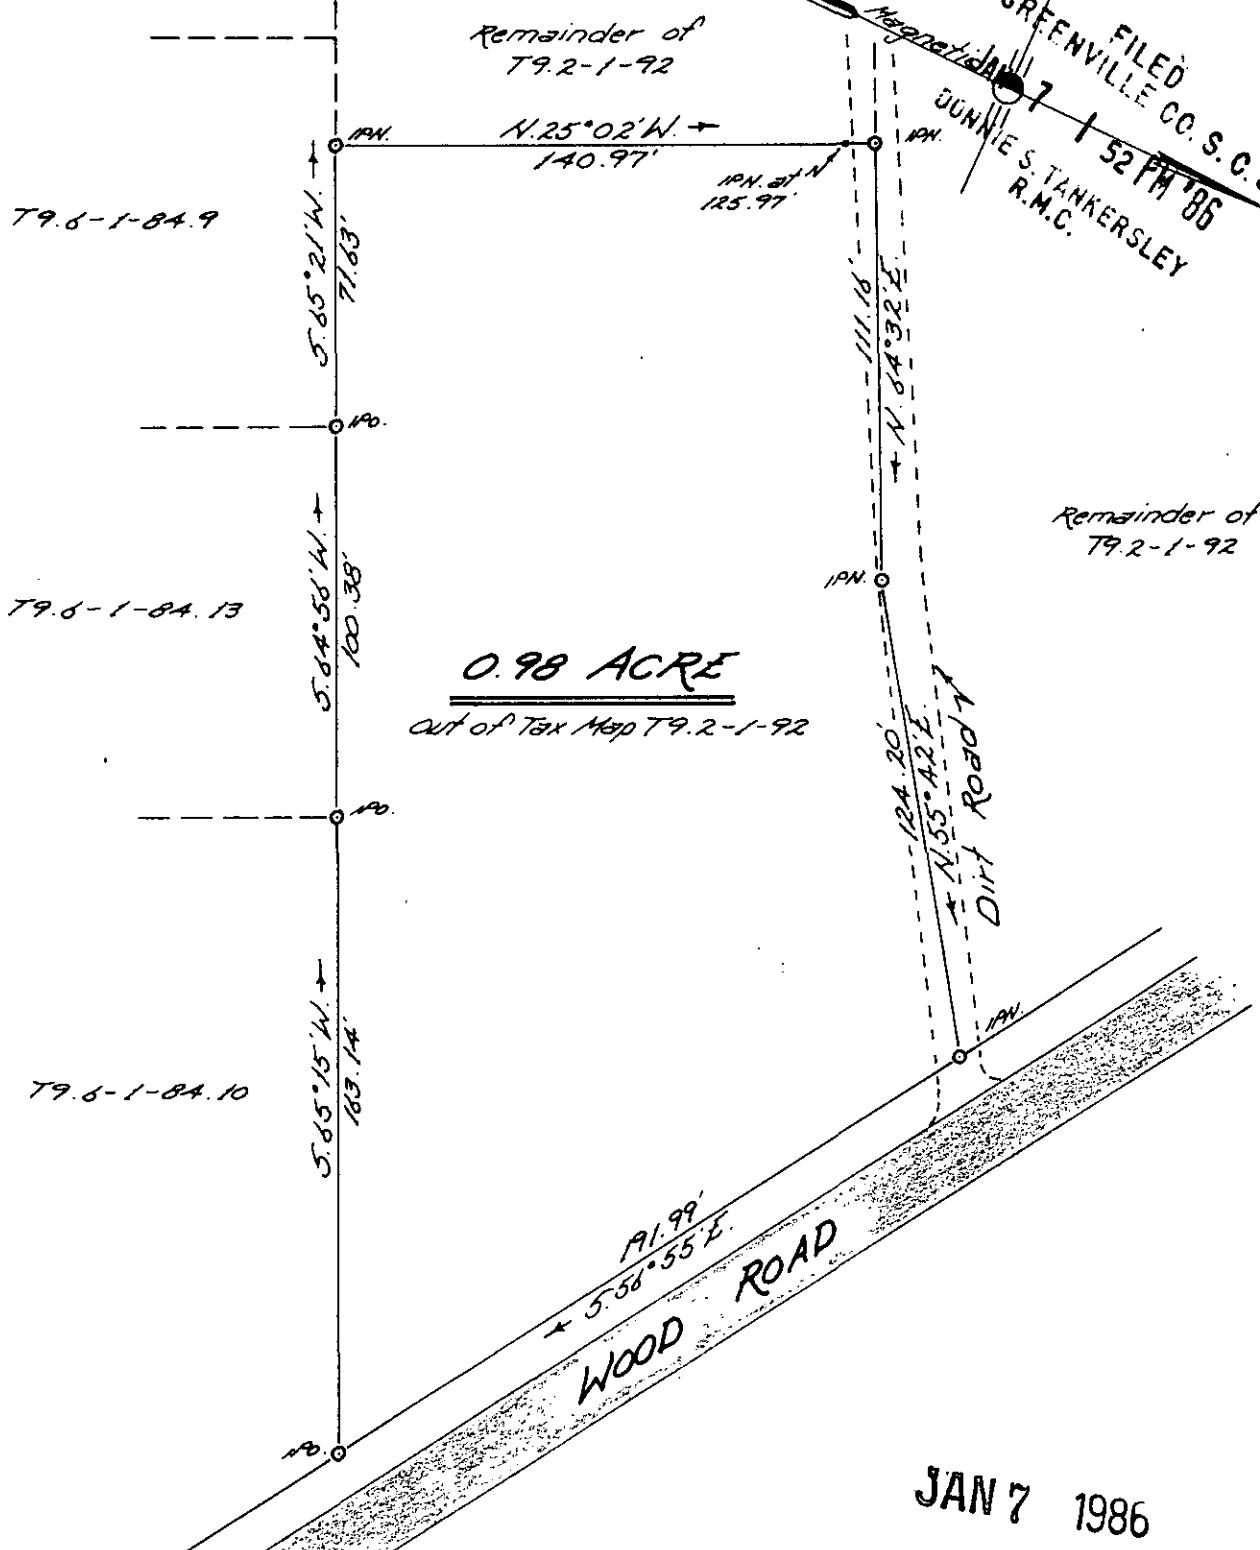 Remainder of
T9.2-1-92
Magnetic
GREENVILLE CO. S.C.
FILED
JAN 7 1 52 PM '86
DONNIE S. TANKERSLEY
R.M.C.
IPN.
N.25°02'W.
140.97'
IPN.
IPN. at
125.97'
T9.6-1-84.9
S.65°21'W.
71.63'
111.16'
N.64°32'E.
IPO.
Remainder of
T9.2-1-92
IPN.
T9.6-1-84.13
S.64°56'W.
100.38'
0.98 ACRE
out of Tax Map T9.2-1-92
124.20'
N.55°42'E.
Dirt Road
IPO.
IPN.
T9.6-1-84.10
S.65°15'W.
163.14'
191.99'
S.56°55'E.
WOOD ROAD
IPO.
JAN 7 1986